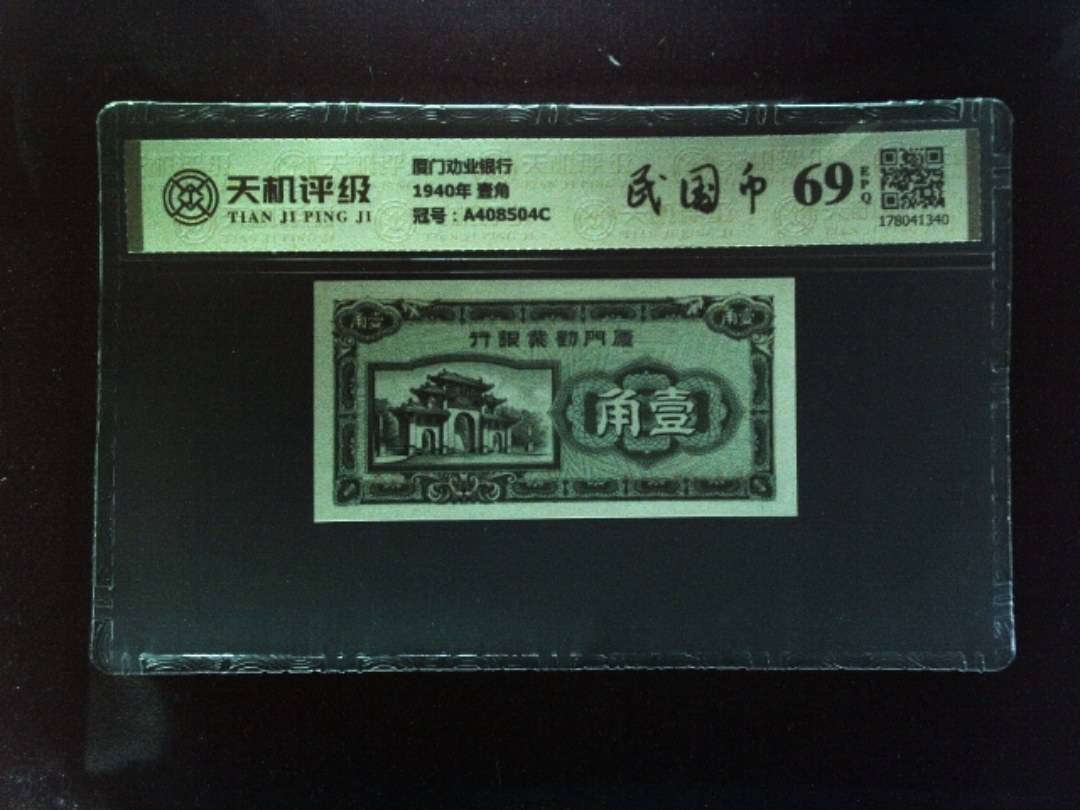 天机评级
TIAN JI PING JI
厦门劝业银行
1940年 壹角
冠号:A408504C
民国币
69
EPQ
178041340
角壹
角壹
行銀業勸門廈
角壹